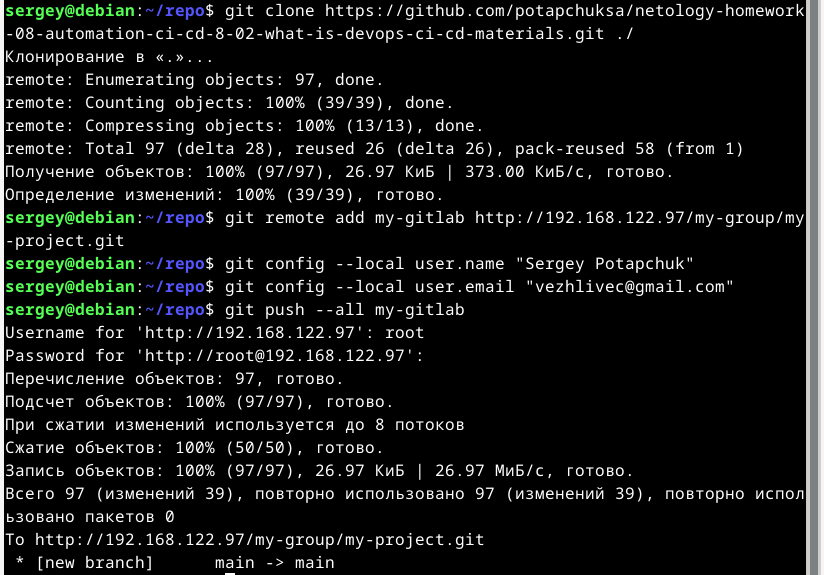 sergey@debian:~/repo$ git clone https://github.com/potapchuksa/netology-homework
-08-automation-ci-cd-8-02-what-is-devops-ci-cd-materials.git ./
Клонирование в «.»...
remote: Enumerating objects: 97, done.
remote: Counting objects: 100% (39/39), done.
remote: Compressing objects: 100% (13/13), done.
remote: Total 97 (delta 28), reused 26 (delta 26), pack-reused 58 (from 1)
Получение объектов: 100% (97/97), 26.97 КиБ | 373.00 КиБ/с, готово.
Определение изменений: 100% (39/39), готово.
sergey@debian:~/repo$ git remote add my-gitlab http://192.168.122.97/my-group/my
-project.git
sergey@debian:~/repo$ git config --local user.name "Sergey Potapchuk"
sergey@debian:~/repo$ git config --local user.email "vezhlivec@gmail.com"
sergey@debian:~/repo$ git push --all my-gitlab
Username for 'http://192.168.122.97': root
Password for 'http://root@192.168.122.97':
Перечисление объектов: 97, готово.
Подсчет объектов: 100% (97/97), готово.
При сжатии изменений используется до 8 потоков
Сжатие объектов: 100% (50/50), готово.
Запись объектов: 100% (97/97), 26.97 КиБ | 26.97 МиБ/с, готово.
Всего 97 (изменений 39), повторно использовано 97 (изменений 39), повторно испол
ьзовано пакетов 0
To http://192.168.122.97/my-group/my-project.git
 * [new branch]      main -> main